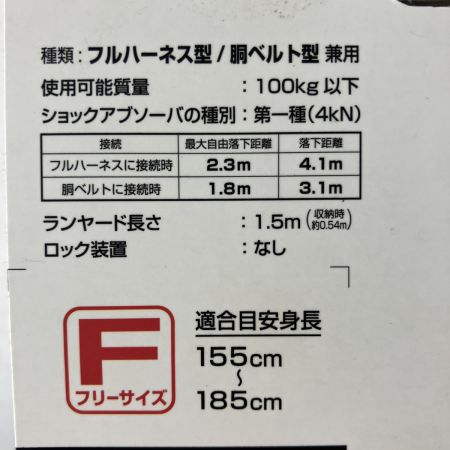 種類：フルハーネス型 / 胴ベルト型 兼用
使用可能質量 ：100kg 以下
ショックアブソーバの種別：第一種(4kN)
接続 最大自由落下距離 落下距離
フルハーネスに接続時 2.3m 4.1m
胴ベルトに接続時 1.8m 3.1m
ランヤード長さ ：1.5m(収納時 約0.54m)
ロック装置 ：なし
F
フリーサイズ
適合目安身長
155cm
〜
185cm